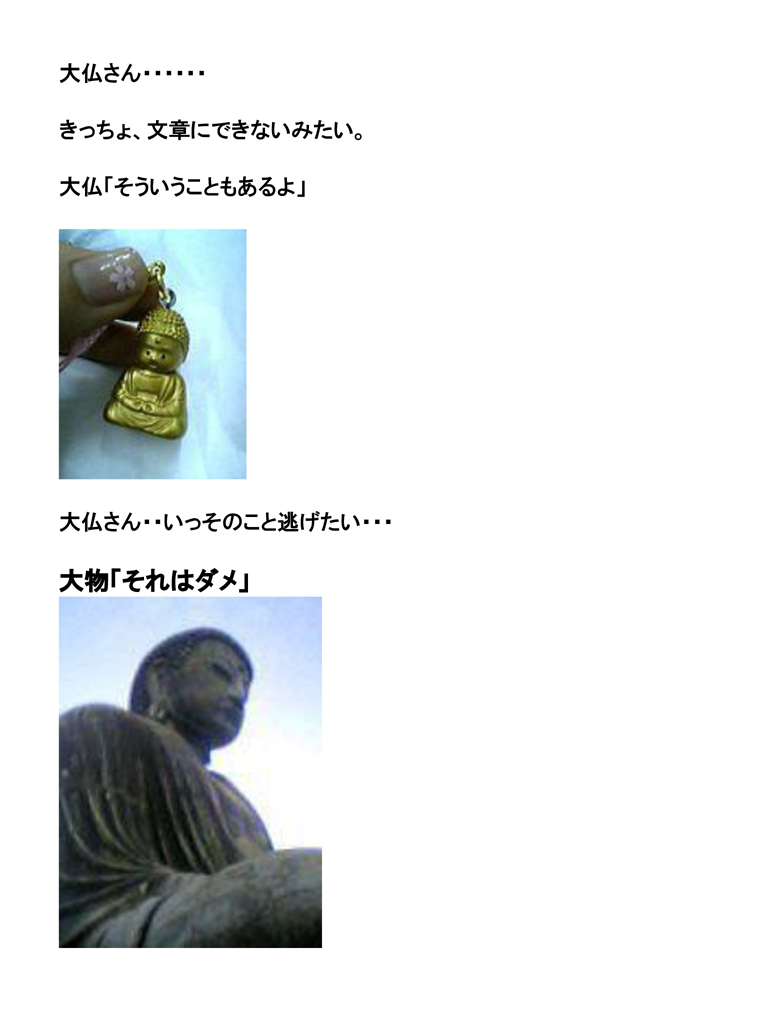 大仏さん・・・・・・
きっちょ、文章にできないみたい。
大仏「そういうこともあるよ」
大仏さん・・いっそのこと逃げたい・・・
大物「それはダメ」